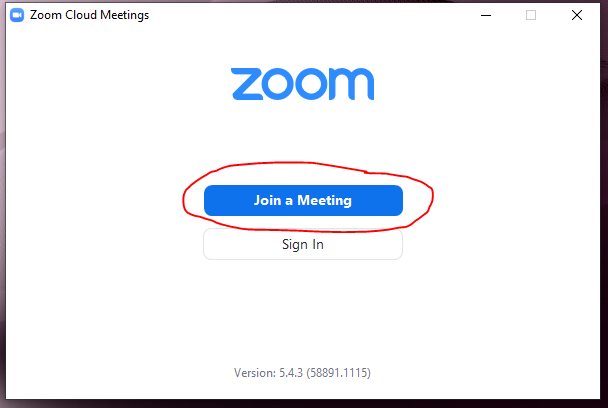 Zoom Cloud Meetings
zoom
Join a Meeting
Sign In
Version: 5.4.3 (58891.1115)